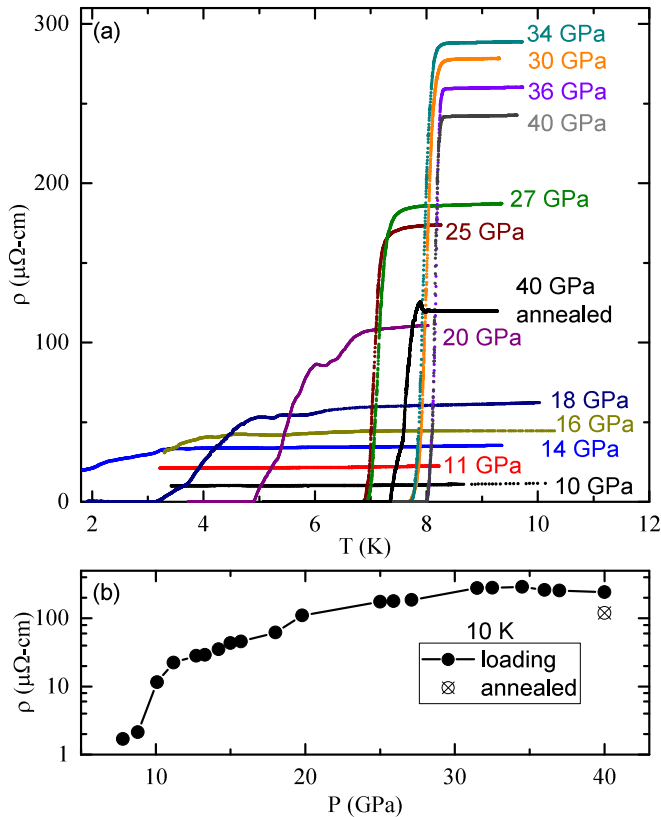 (a)
300
200
100
0
ρ (μΩ-cm)
34 GPa
30 GPa
36 GPa
40 GPa
27 GPa
25 GPa
40 GPa
annealed
20 GPa
18 GPa
16 GPa
14 GPa
11 GPa
10 GPa
2 4 6 8 10 12
T (K)
(b)
100
10
1
ρ (μΩ-cm)
10 K
loading
annealed
10 20 30 40
P (GPa)